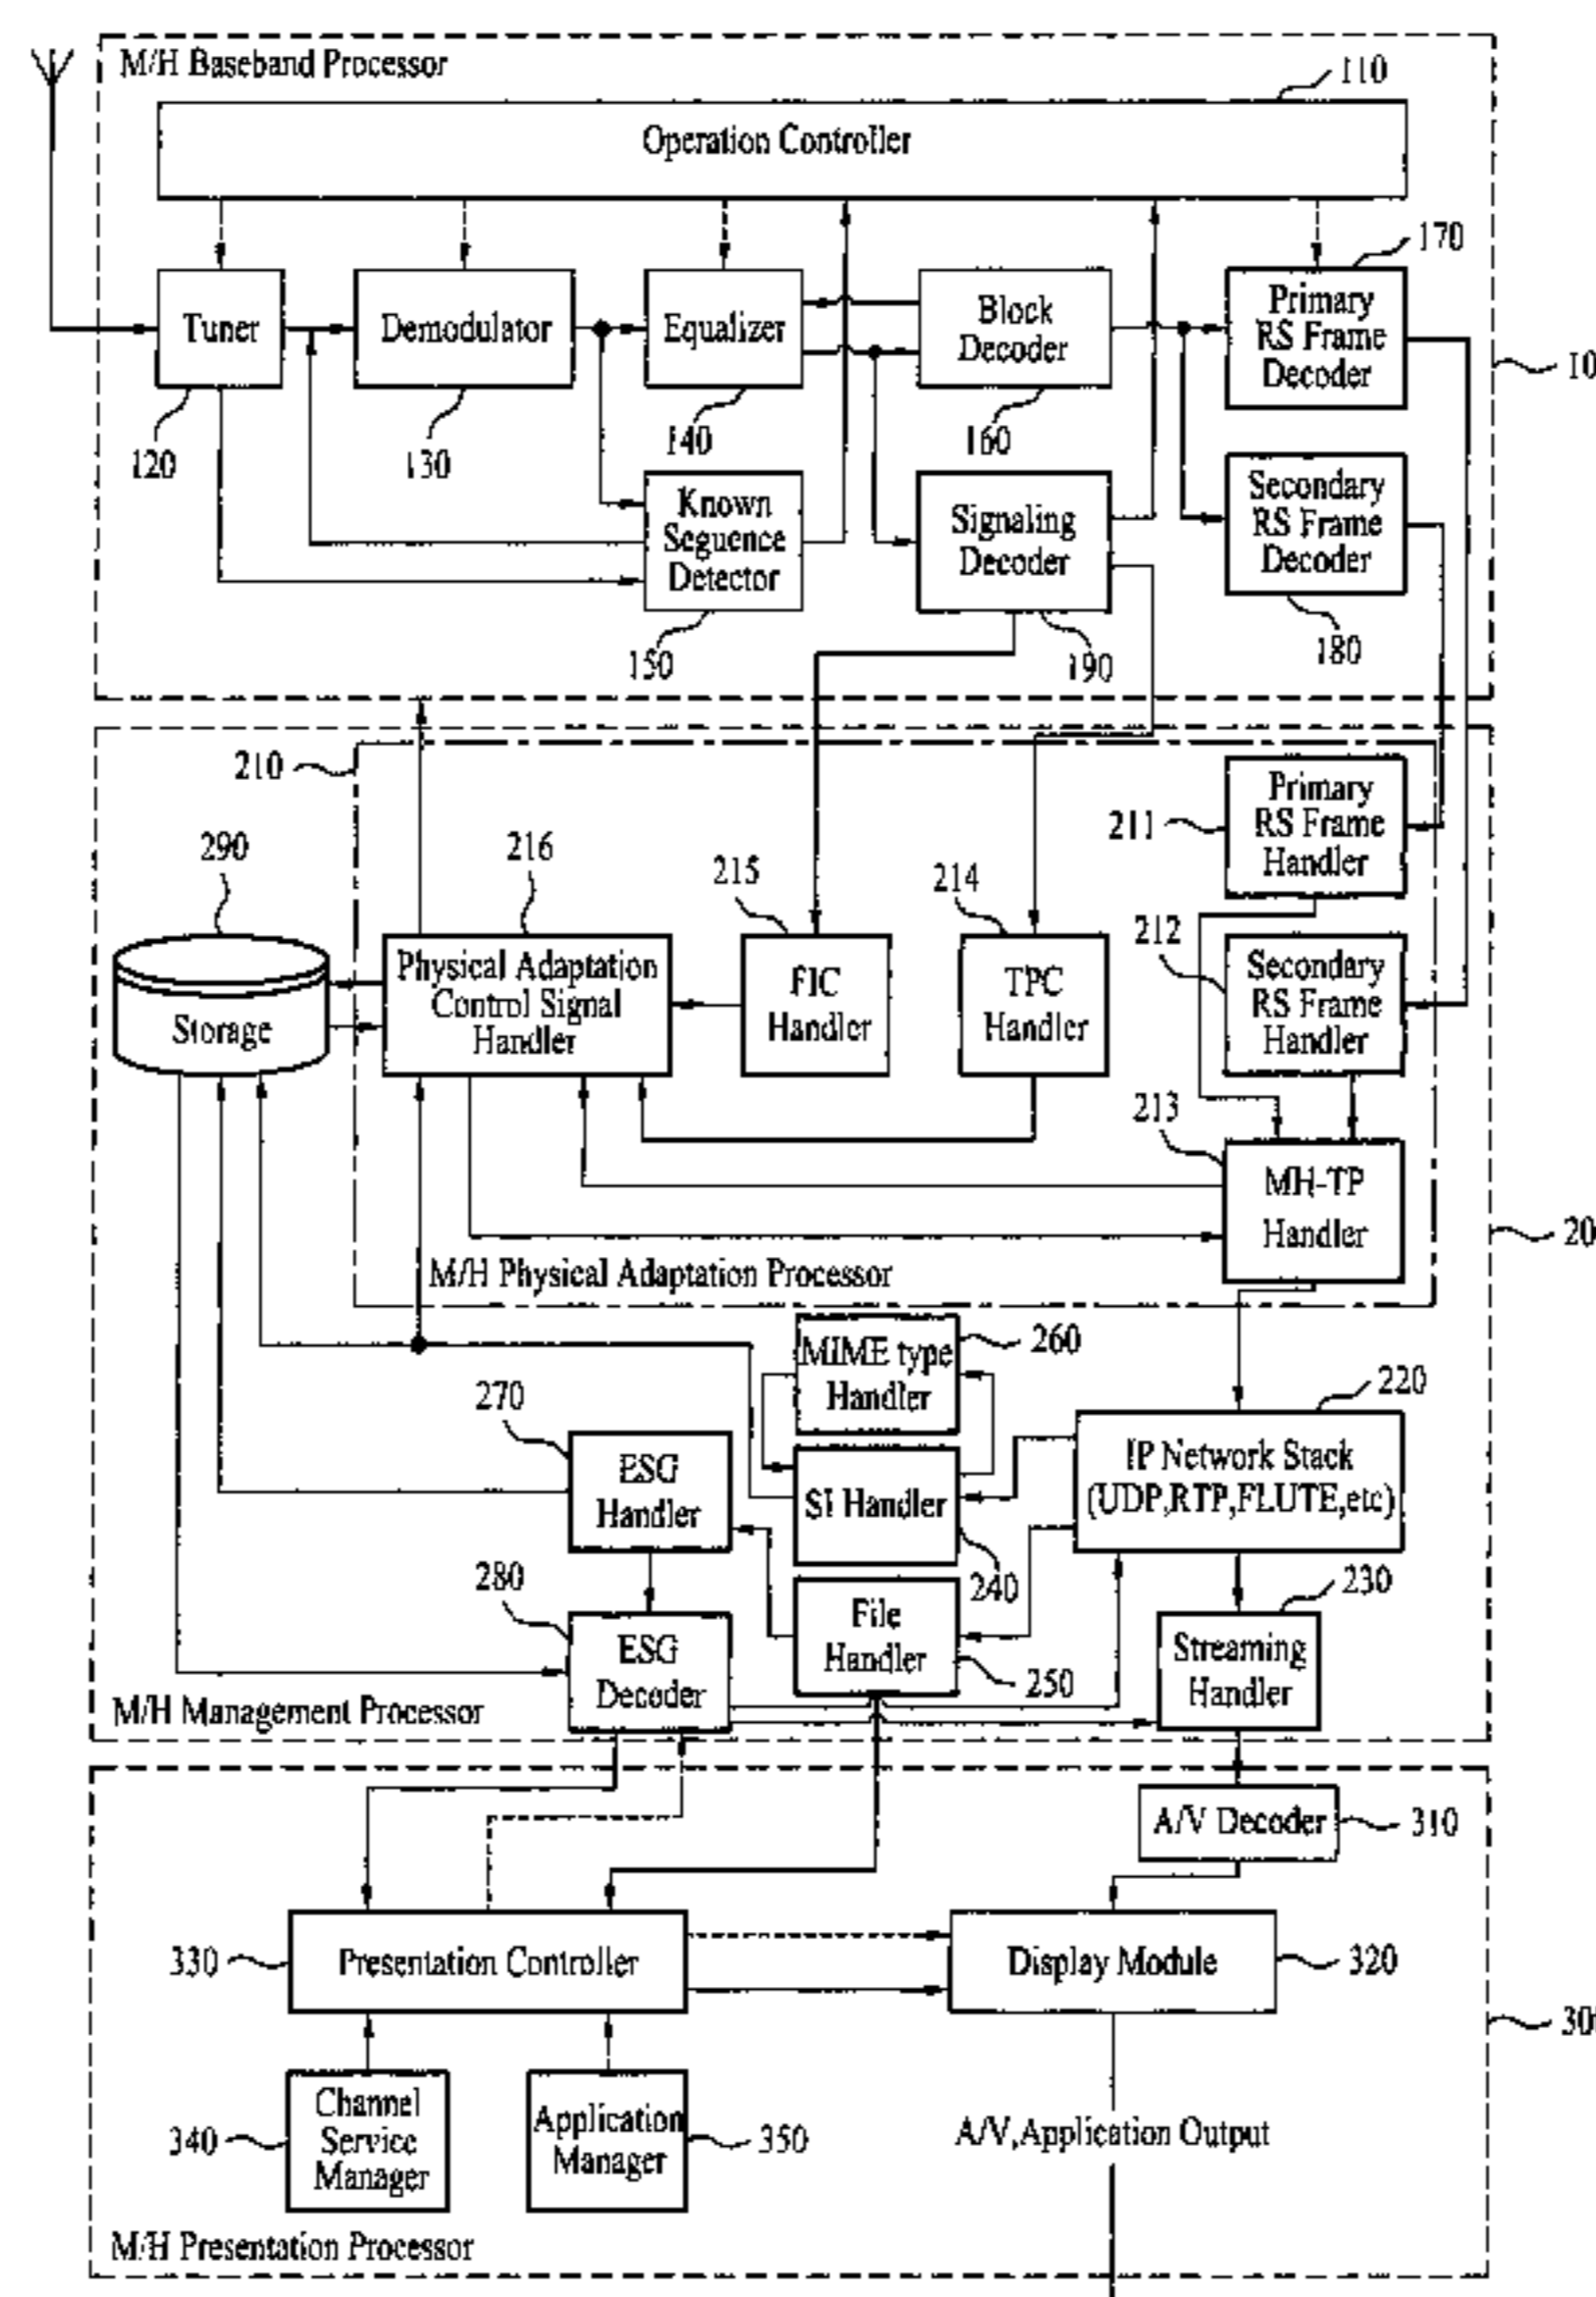 M/H Baseband Processor
110
Operation Controller
170
Tuner
Demodulator
Equalizer
Block
Decoder
Primary
RS Frame
Decoder
10
120
130
140
160
Known
Seguence
Detector
Signaling
Decoder
Secondary
RS Frame
Decoder
150
190
180
210
Primary
RS Frame
Handler
211
290
216
215
214
212
Storage
Physical Adaptation
Control Signal
Handler
FIC
Handler
TPC
Handler
Secondary
RS Frame
Handler
213
MH-TP
Handler
20
M/H Physical Adaptation Processor
MIME type
Handler
260
270
220
ESG
Handler
SI Handler
IP Network Stack
(UDP,RTP,FLUTE,etc)
280
240
230
ESG
Decoder
File
Handler
250
Streaming
Handler
M/H Management Processor
A/V Decoder
310
330
Presentation Controller
Display Module
320
30
340
Channel
Service
Manager
Application
Manager
350
A/V,Application Output
M/H Presentation Processor